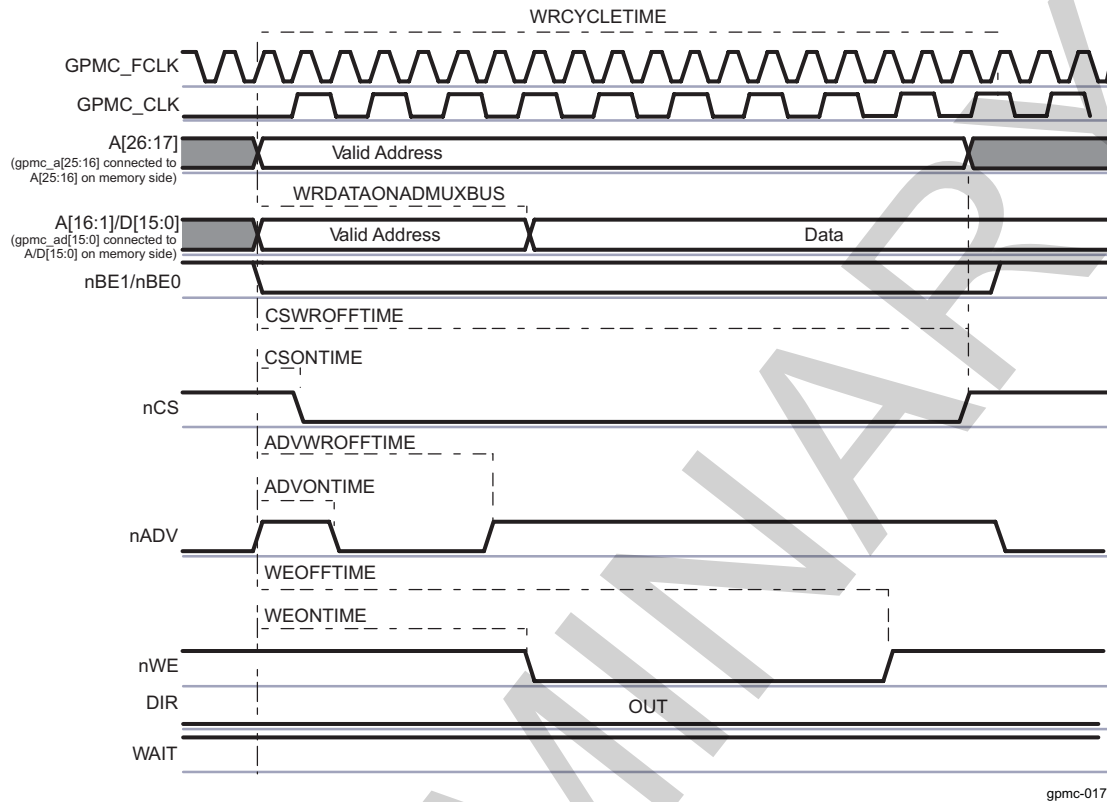 WRCYCLETIME
GPMC_FCLK
GPMC_CLK
A[26:17]
(gpmc_a[25:16] connected to
A[25:16] on memory side)
Valid Address
WRDATAONADMUXBUS
A[16:1]/D[15:0]
(gpmc_ad[15:0] connected to
A/D[15:0] on memory side)
Valid Address
Data
nBE1/nBE0
CSWROFFTIME
CSONTIME
nCS
ADVWROFFTIME
ADVONTIME
nADV
WEOFFTIME
WEONTIME
nWE
DIR
OUT
WAIT
gpmc-017
MINARY